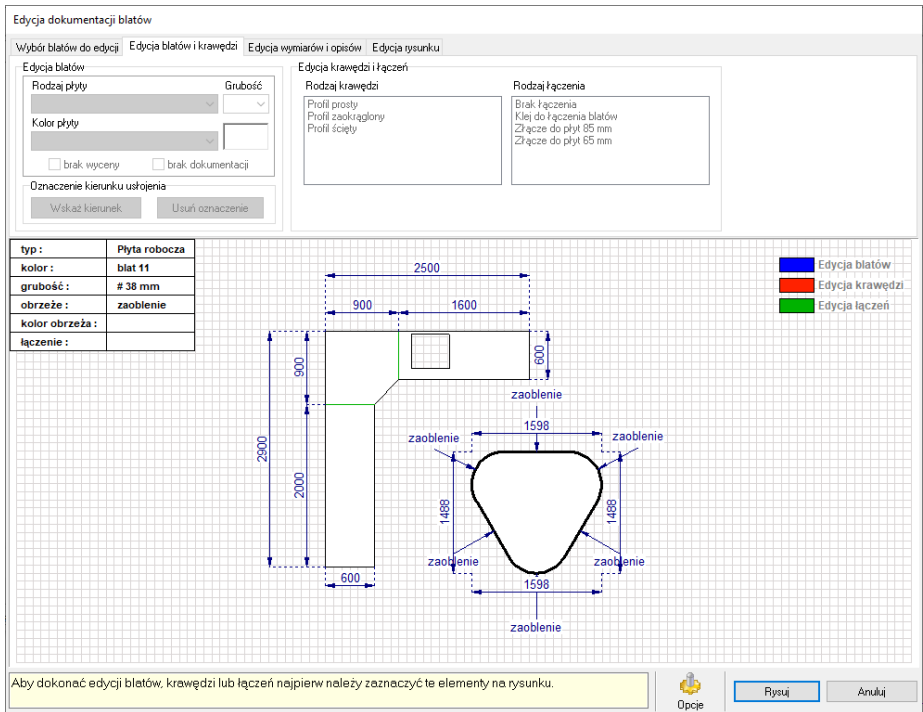 Edycja dokumentacji blatów
Wybór blatów do edycji Edycja blatów i krawędzi Edycja wymiarów i opisów Edycja rysunku
Edycja blatów
Rodzaj płyty Grubość
Kolor płyty
brak wyceny brak dokumentacji
Oznaczenie kierunku usłojenia
Wskaż kierunek Usuń oznaczenie
Edycja krawędzi i łączeń
Rodzaj krawędzi
Profil prosty
Profil zaokrąglony
Profil ścięty
Rodzaj łączenia
Brak łączenia
Klej do łączenia blatów
Złącze do płyt 85 mm
Złącze do płyt 65 mm
typ : Płyta robocza
kolor : blat 11
grubość : # 38 mm
obrzeże : zaoblenie
kolor obrzeża :
łączenie :
Edycja blatów
Edycja krawędzi
Edycja łączeń
2500
900 1600
900
600
2900
2000
600
zaoblenie
1598
zaoblenie zaoblenie
1488 1488
zaoblenie zaoblenie
1598
zaoblenie
Aby dokonać edycji blatów, krawędzi lub łączeń najpierw należy zaznaczyć te elementy na rysunku.
Opcje
Rysuj
Anuluj